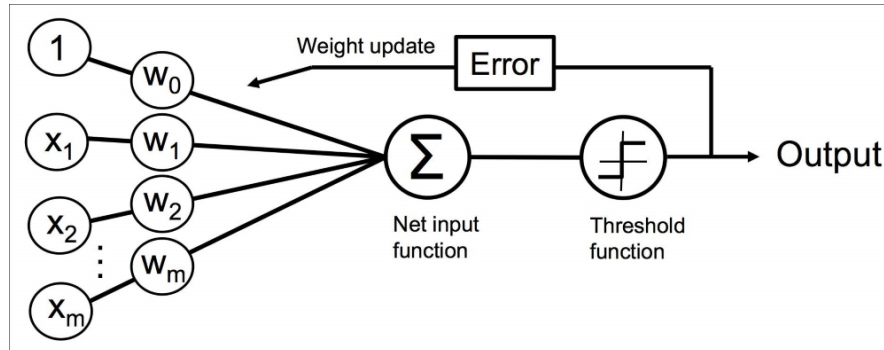 1
w0
Weight update
Error
x1
w1
Σ
Output
x2
w2
Net input
function
Threshold
function
⋮
wm
xm